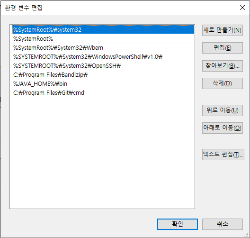 환경 변수 편집
%SystemRoot%₩system32
%SystemRoot%
%SystemRoot%₩System32₩Wbem
%SYSTEMROOT%₩System32₩WindowsPowerShell₩v1.0₩
%SYSTEMROOT%₩System32₩OpenSSH₩
C:₩Program Files₩Bandizip₩
%JAVA_HOME%₩bin
C:₩Program Files₩Git₩cmd
새로 만들기(N)
편집(E)
찾아보기(B)...
삭제(D)
위로 이동(U)
아래로 이동(O)
텍스트 편집(T)...
확인
취소